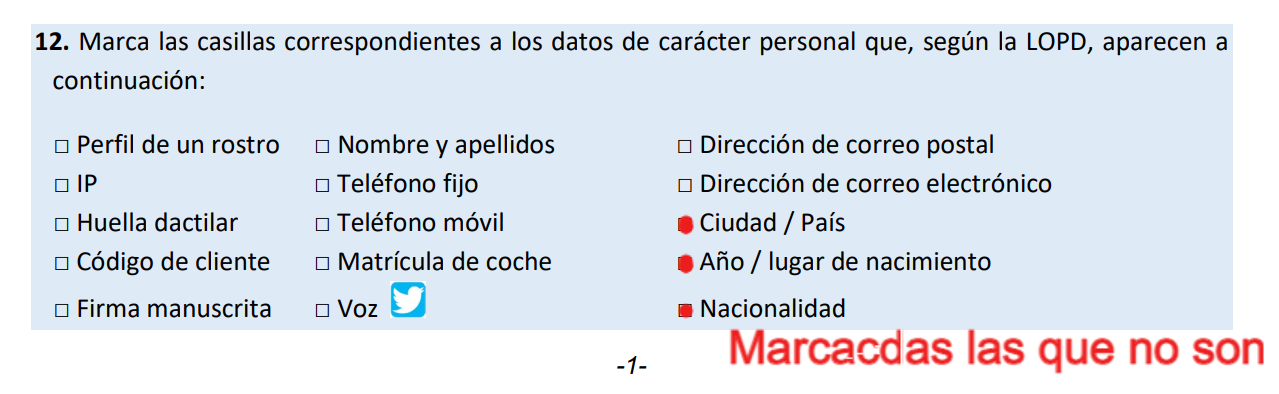 12. Marca las casillas correspondientes a los datos de carácter personal que, según la LOPD, aparecen a
continuación:
□ Perfil de un rostro □ Nombre y apellidos □ Dirección de correo postal
□ IP □ Teléfono fijo □ Dirección de correo electrónico
□ Huella dactilar □ Teléfono móvil Ciudad / País
□ Código de cliente □ Matrícula de coche Año / lugar de nacimiento
□ Firma manuscrita □ Voz Nacionalidad
Marcacdas las que no son
-1-